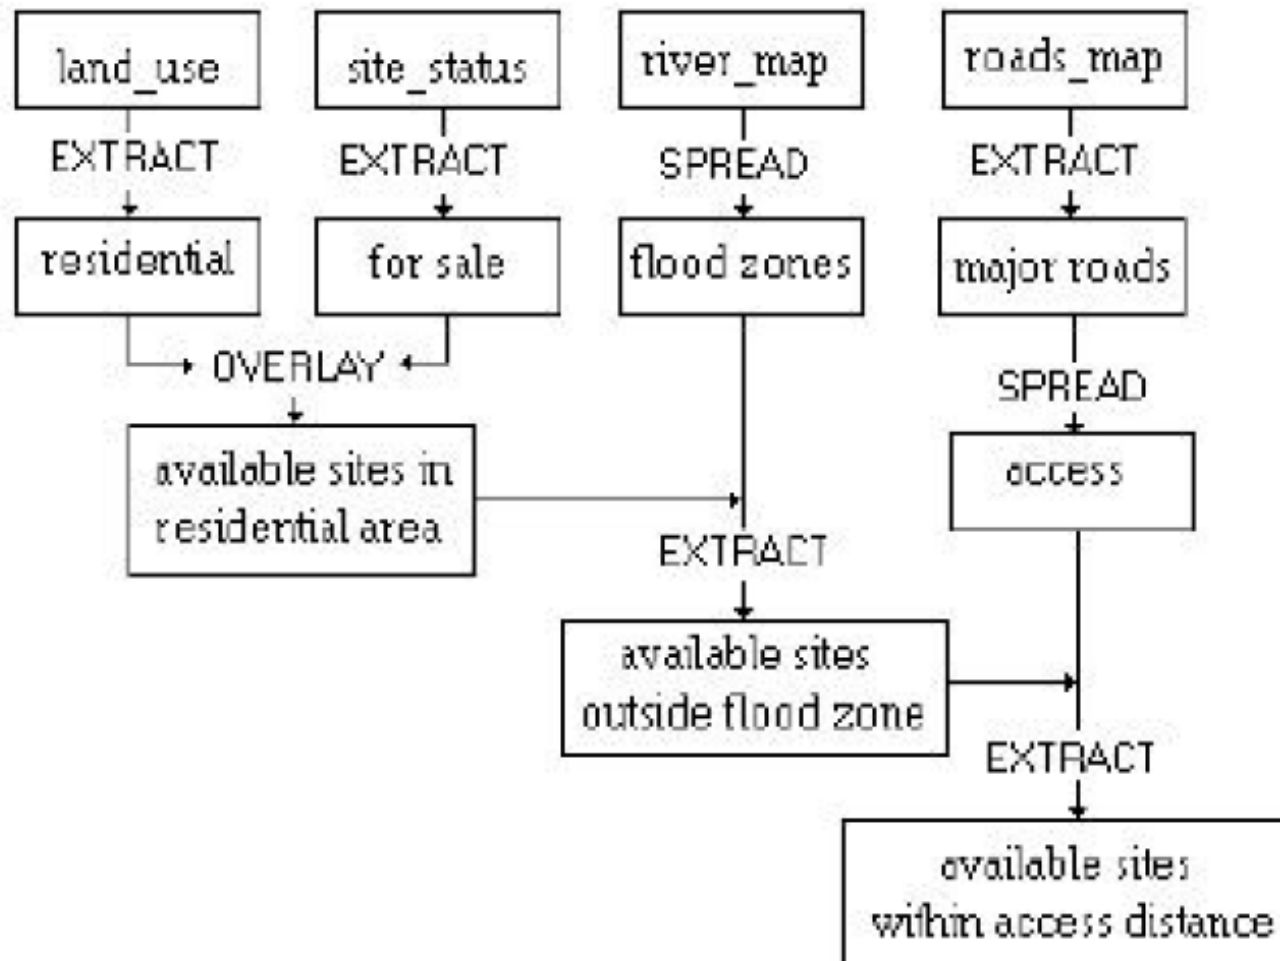 land_use
site_status
river_map
roads_map
EXTRACT
EXTRACT
SPREAD
EXTRACT
residential
for sale
flood zones
major roads
OVERLAY
SPREAD
available sites in
residential area
access
EXTRACT
available sites
outside flood zone
EXTRACT
available sites
within access distance